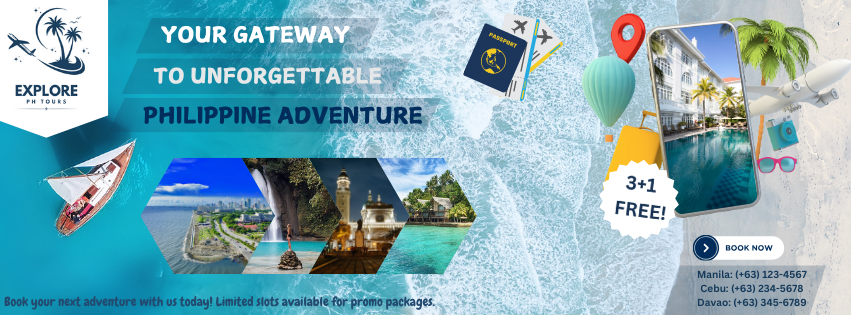 EXPLORE
PH TOURS
YOUR GATEWAY
TO UNFORGETTABLE
PHILIPPINE ADVENTURE
PASSPORT
3+1
FREE!
BOOK NOW
Manila: (+63) 123-4567
Cebu: (+63) 234-5678
Davao: (+63) 345-6789
Book your next adventure with us today! Limited slots available for promo packages.